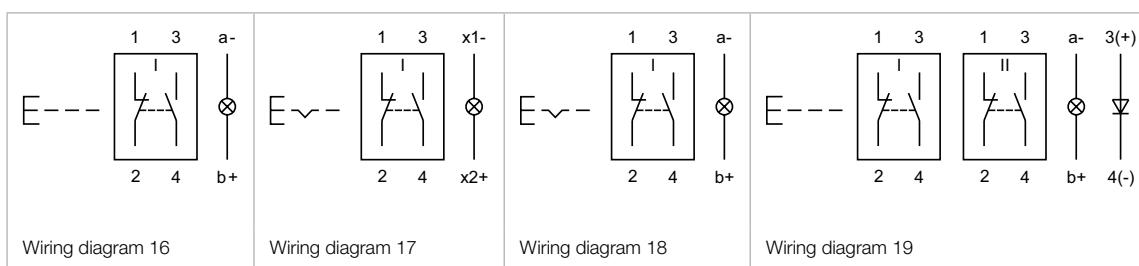 1 3 a- 1 3 x1- 1 3 a- 1 3 1 3 a- 3(+)
I I I I II
2 4 b+ 2 4 x2+ 2 4 b+ 2 4 2 4 b+ 4(-)
Wiring diagram 16 Wiring diagram 17 Wiring diagram 18 Wiring diagram 19